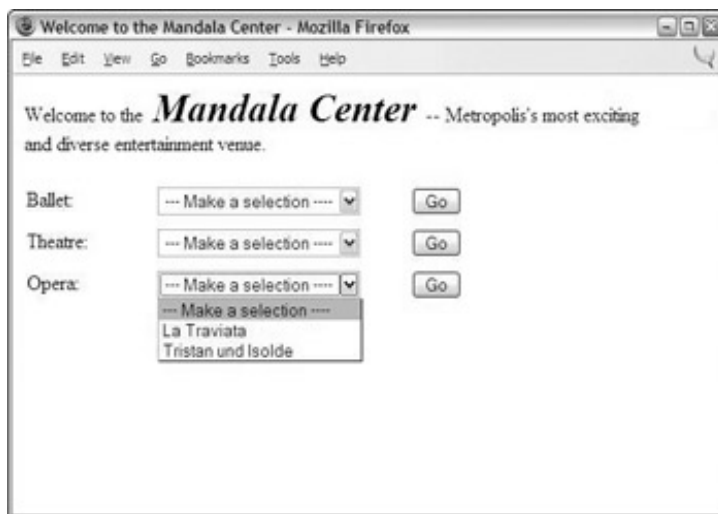 Welcome to the Mandala Center - Mozilla Firefox
File Edit View Go Bookmarks Tools Help
Welcome to the Mandala Center -- Metropolis's most exciting
and diverse entertainment venue.
Ballet: --- Make a selection ---- Go
Theatre: --- Make a selection ---- Go
Opera: --- Make a selection ---- Go
--- Make a selection ----
La Traviata
Tristan und Isolde